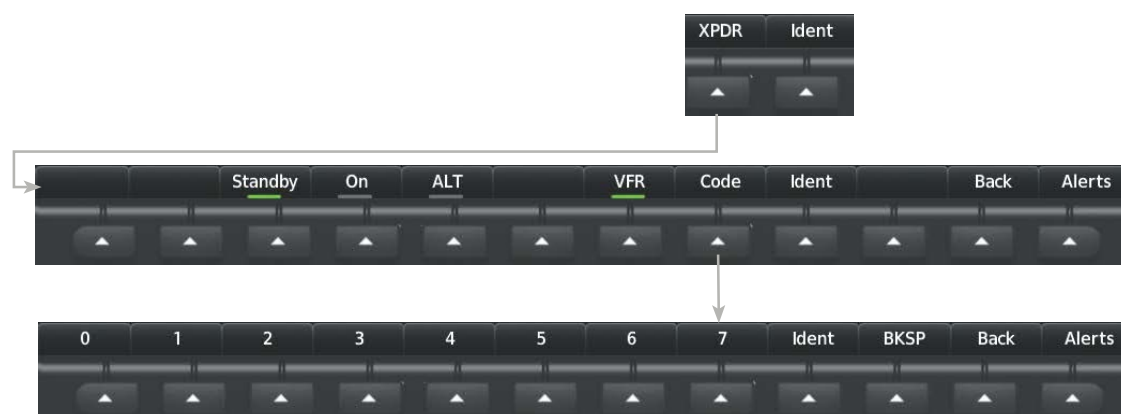 XPDR Ident
Standby On ALT VFR Code Ident Back Alerts
0 1 2 3 4 5 6 7 Ident BKSP Back Alerts